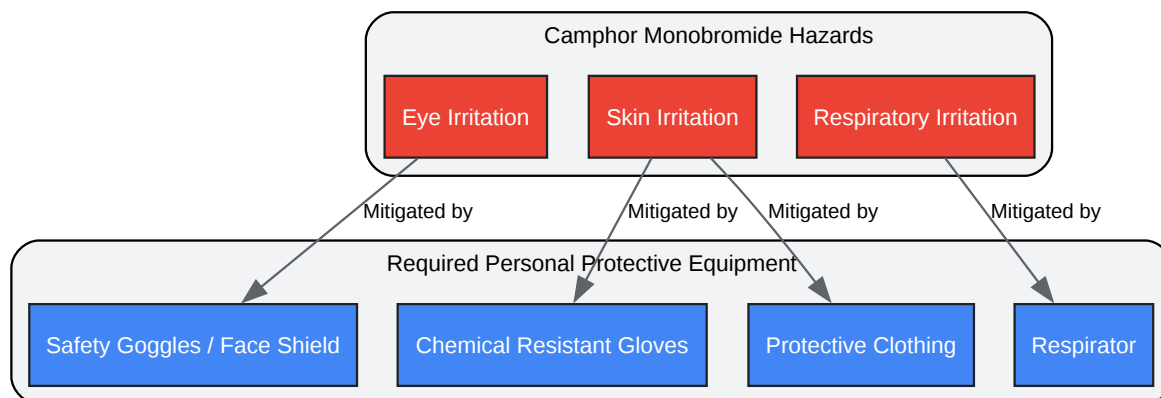 Camphor Monobromide Hazards
Eye Irritation
Skin Irritation
Respiratory Irritation
Mitigated by
Mitigated by
Mitigated by
Mitigated by
Required Personal Protective Equipment
Safety Goggles / Face Shield
Chemical Resistant Gloves
Protective Clothing
Respirator